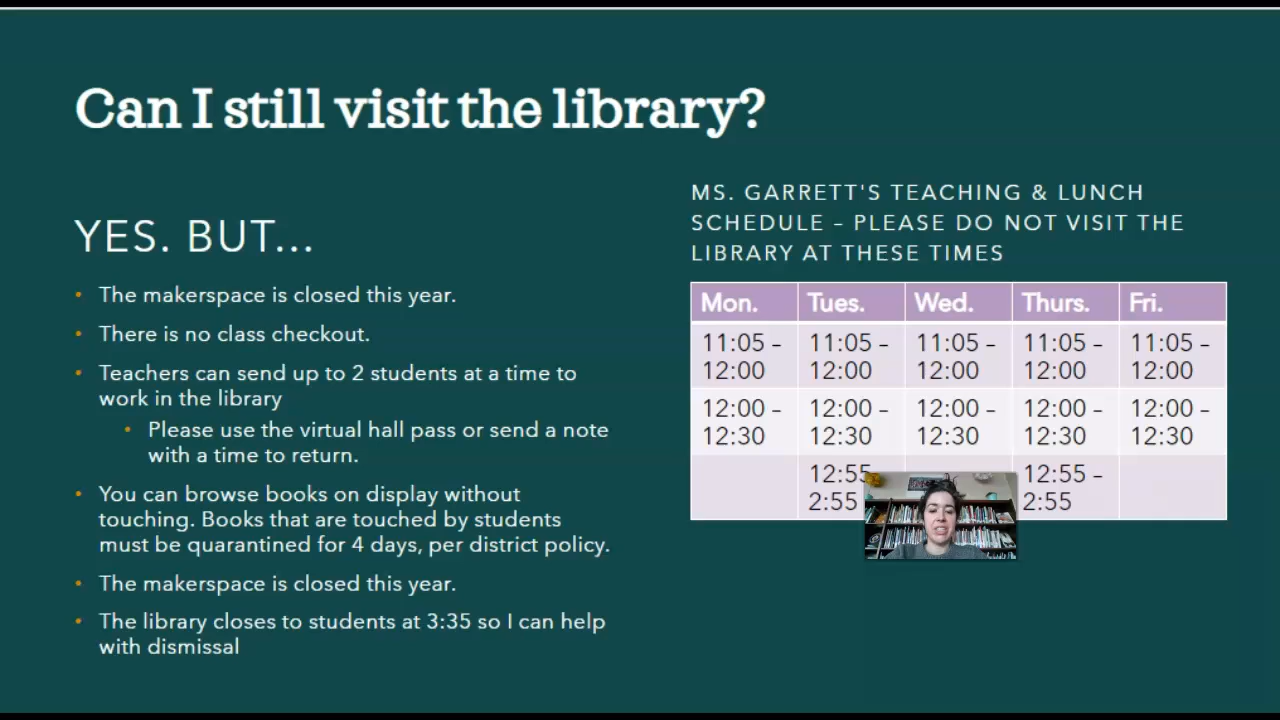 Can I still visit the library?
YES. BUT...
• The makerspace is closed this year.
• There is no class checkout.
• Teachers can send up to 2 students at a time to
work in the library
• Please use the virtual hall pass or send a note
with a time to return.
• You can browse books on display without
touching. Books that are touched by students
must be quarantined for 4 days, per district policy.
• The makerspace is closed this year.
• The library closes to students at 3:35 so I can help
with dismissal
MS. GARRETT'S TEACHING & LUNCH
SCHEDULE – PLEASE DO NOT VISIT THE
LIBRARY AT THESE TIMES
Mon. Tues. Wed. Thurs. Fri.
11:05 – 11:05 – 11:05 – 11:05 – 11:05 –
12:00 12:00 12:00 12:00 12:00
12:00 – 12:00 – 12:00 – 12:00 – 12:00 –
12:30 12:30 12:30 12:30 12:30
12:55 12:55 –
2:55 2:55